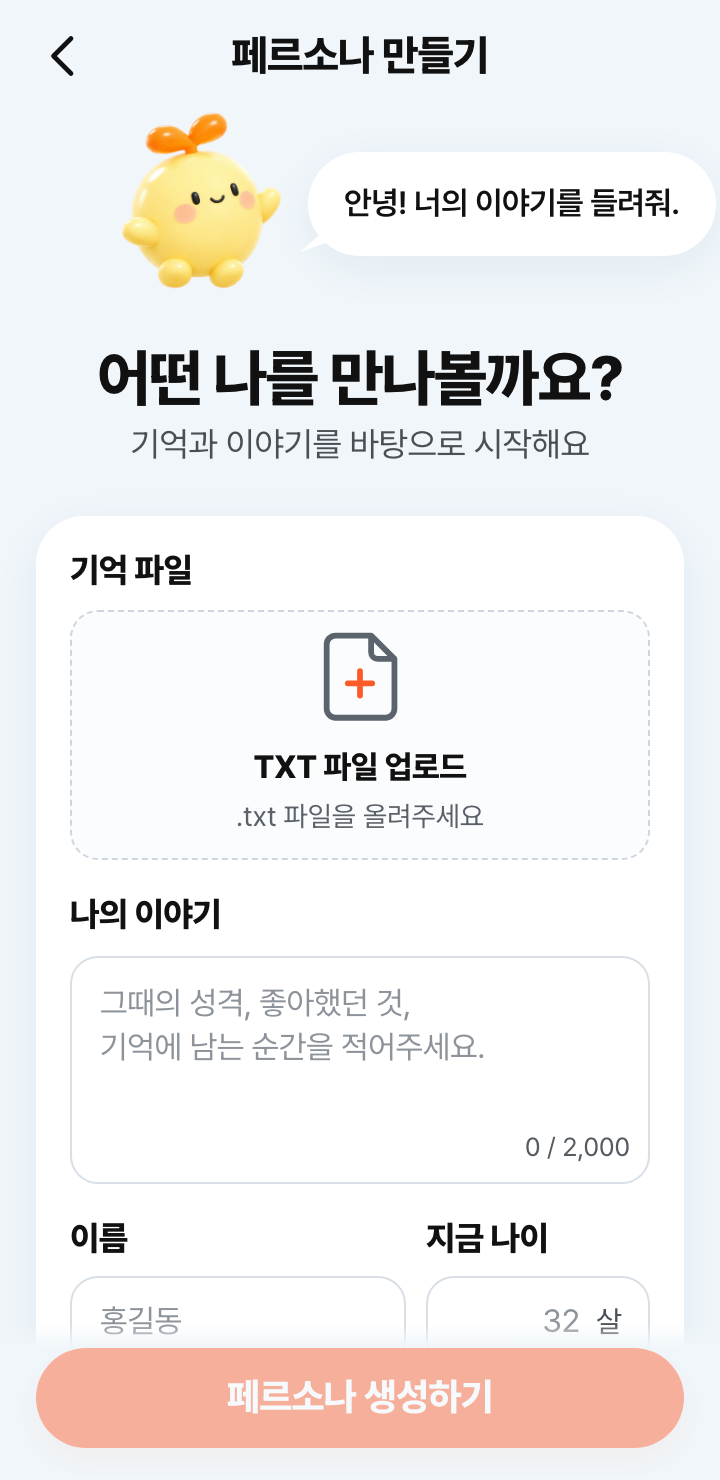 페르소나 만들기
안녕! 너의 이야기를 들려줘.
어떤 나를 만나볼까요?
기억과 이야기를 바탕으로 시작해요
기억 파일
TXT 파일 업로드
.txt 파일을 올려주세요
나의 이야기
그때의 성격, 좋아했던 것,
기억에 남는 순간을 적어주세요.
0 / 2,000
이름 지금 나이
홍길동 32 살
페르소나 생성하기